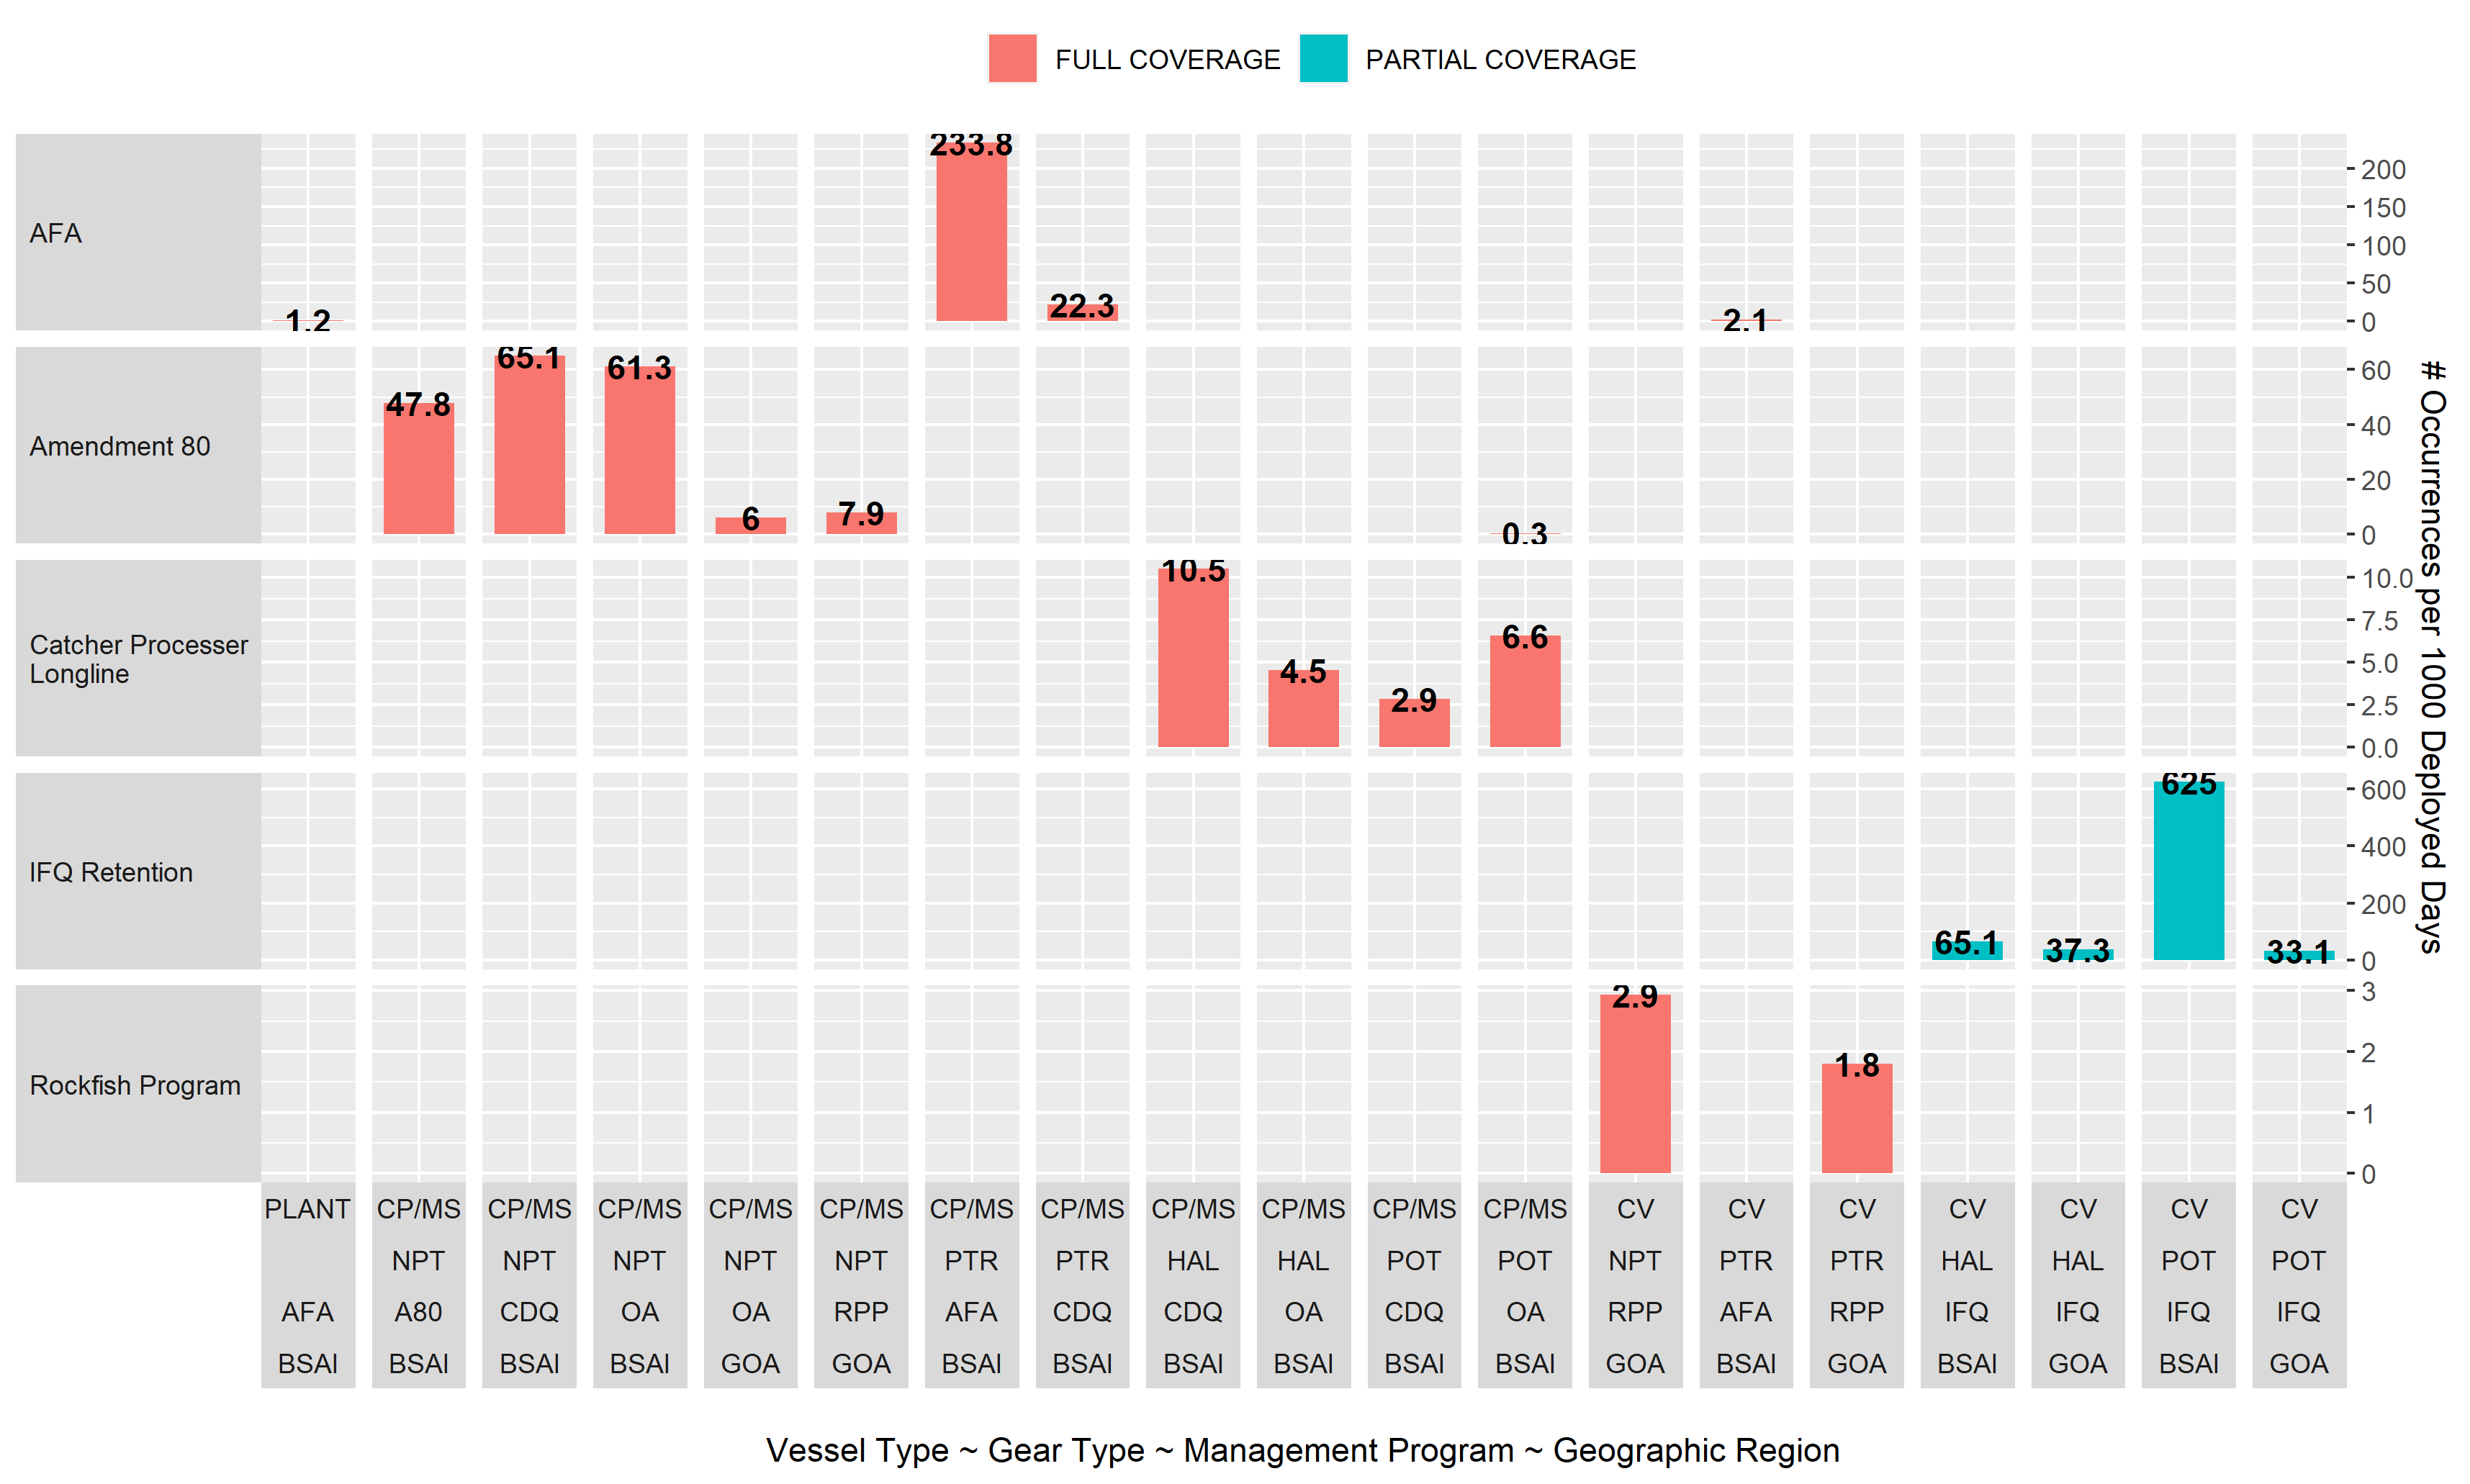 FULL COVERAGE PARTIAL COVERAGE
AFA
1.2 233.8 22.3 2.1
200
150
100
50
0
Amendment 80
47.8 65.1 61.3 6 7.9 0.3
60
40
20
0
Catcher Processer
Longline
10.5 4.5 2.9 6.6
10.0
7.5
5.0
2.5
0.0
IFQ Retention
65.1 37.3 625 33.1
600
400
200
0
Rockfish Program
2.9 1.8
3
2
1
0
# Occurrences per 1000 Deployed Days
PLANT CP/MS CP/MS CP/MS CP/MS CP/MS CP/MS CP/MS CP/MS CP/MS CP/MS CP/MS CV CV CV CV CV CV CV
NPT NPT NPT NPT NPT PTR PTR HAL HAL POT POT NPT PTR PTR HAL HAL POT POT
AFA A80 CDQ OA OA RPP AFA CDQ CDQ OA CDQ OA RPP AFA RPP IFQ IFQ IFQ IFQ
BSAI BSAI BSAI BSAI GOA GOA BSAI BSAI BSAI BSAI BSAI BSAI GOA BSAI GOA BSAI GOA BSAI GOA
Vessel Type ~ Gear Type ~ Management Program ~ Geographic Region